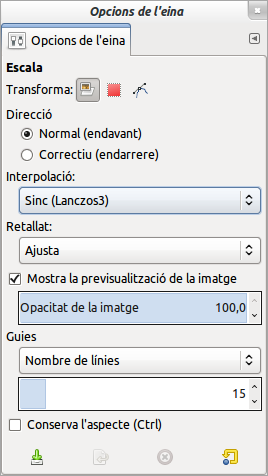 Opcions de l'eina
Opcions de l'eina
Escala
Transforma:
Direcció
Normal (endavant)
Correctiu (endarrere)
Interpolació:
Sinc (Lanczos3)
Retallat:
Ajusta
Mostra la previsualització de la imatge
Opacitat de la imatge 100,0
Guies
Nombre de línies
15
Conserva l'aspecte (Ctrl)